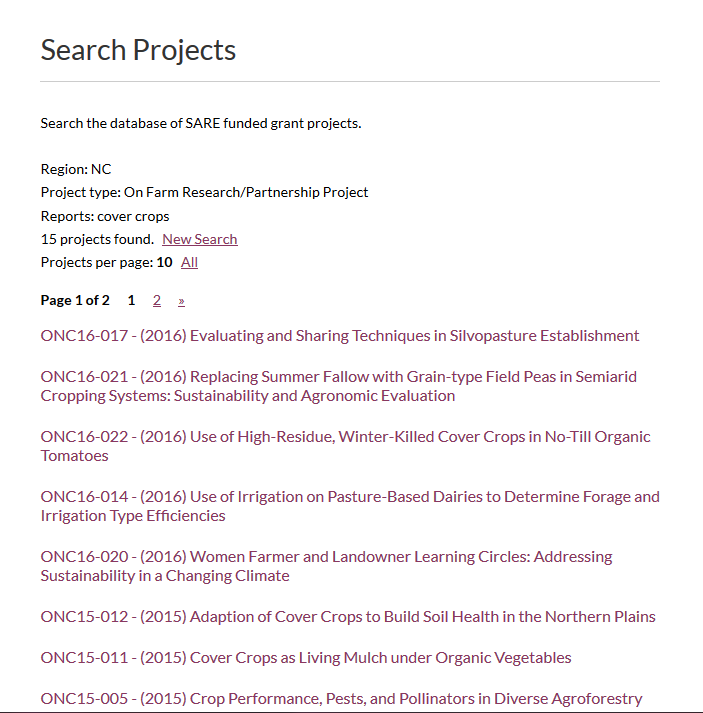 Search Projects
Search the database of SARE funded grant projects.
Region: NC
Project type: On Farm Research/Partnership Project
Reports: cover crops
15 projects found. New Search
Projects per page: 10 All
Page 1 of 2 1 2 »
ONC16-017 - (2016) Evaluating and Sharing Techniques in Silvopasture Establishment
ONC16-021 - (2016) Replacing Summer Fallow with Grain-type Field Peas in Semiarid
Cropping Systems: Sustainability and Agronomic Evaluation
ONC16-022 - (2016) Use of High-Residue, Winter-Killed Cover Crops in No-Till Organic
Tomatoes
ONC16-014 - (2016) Use of Irrigation on Pasture-Based Dairies to Determine Forage and
Irrigation Type Efficiencies
ONC16-020 - (2016) Women Farmer and Landowner Learning Circles: Addressing
Sustainability in a Changing Climate
ONC15-012 - (2015) Adaption of Cover Crops to Build Soil Health in the Northern Plains
ONC15-011 - (2015) Cover Crops as Living Mulch under Organic Vegetables
ONC15-005 - (2015) Crop Performance, Pests, and Pollinators in Diverse Agroforestry